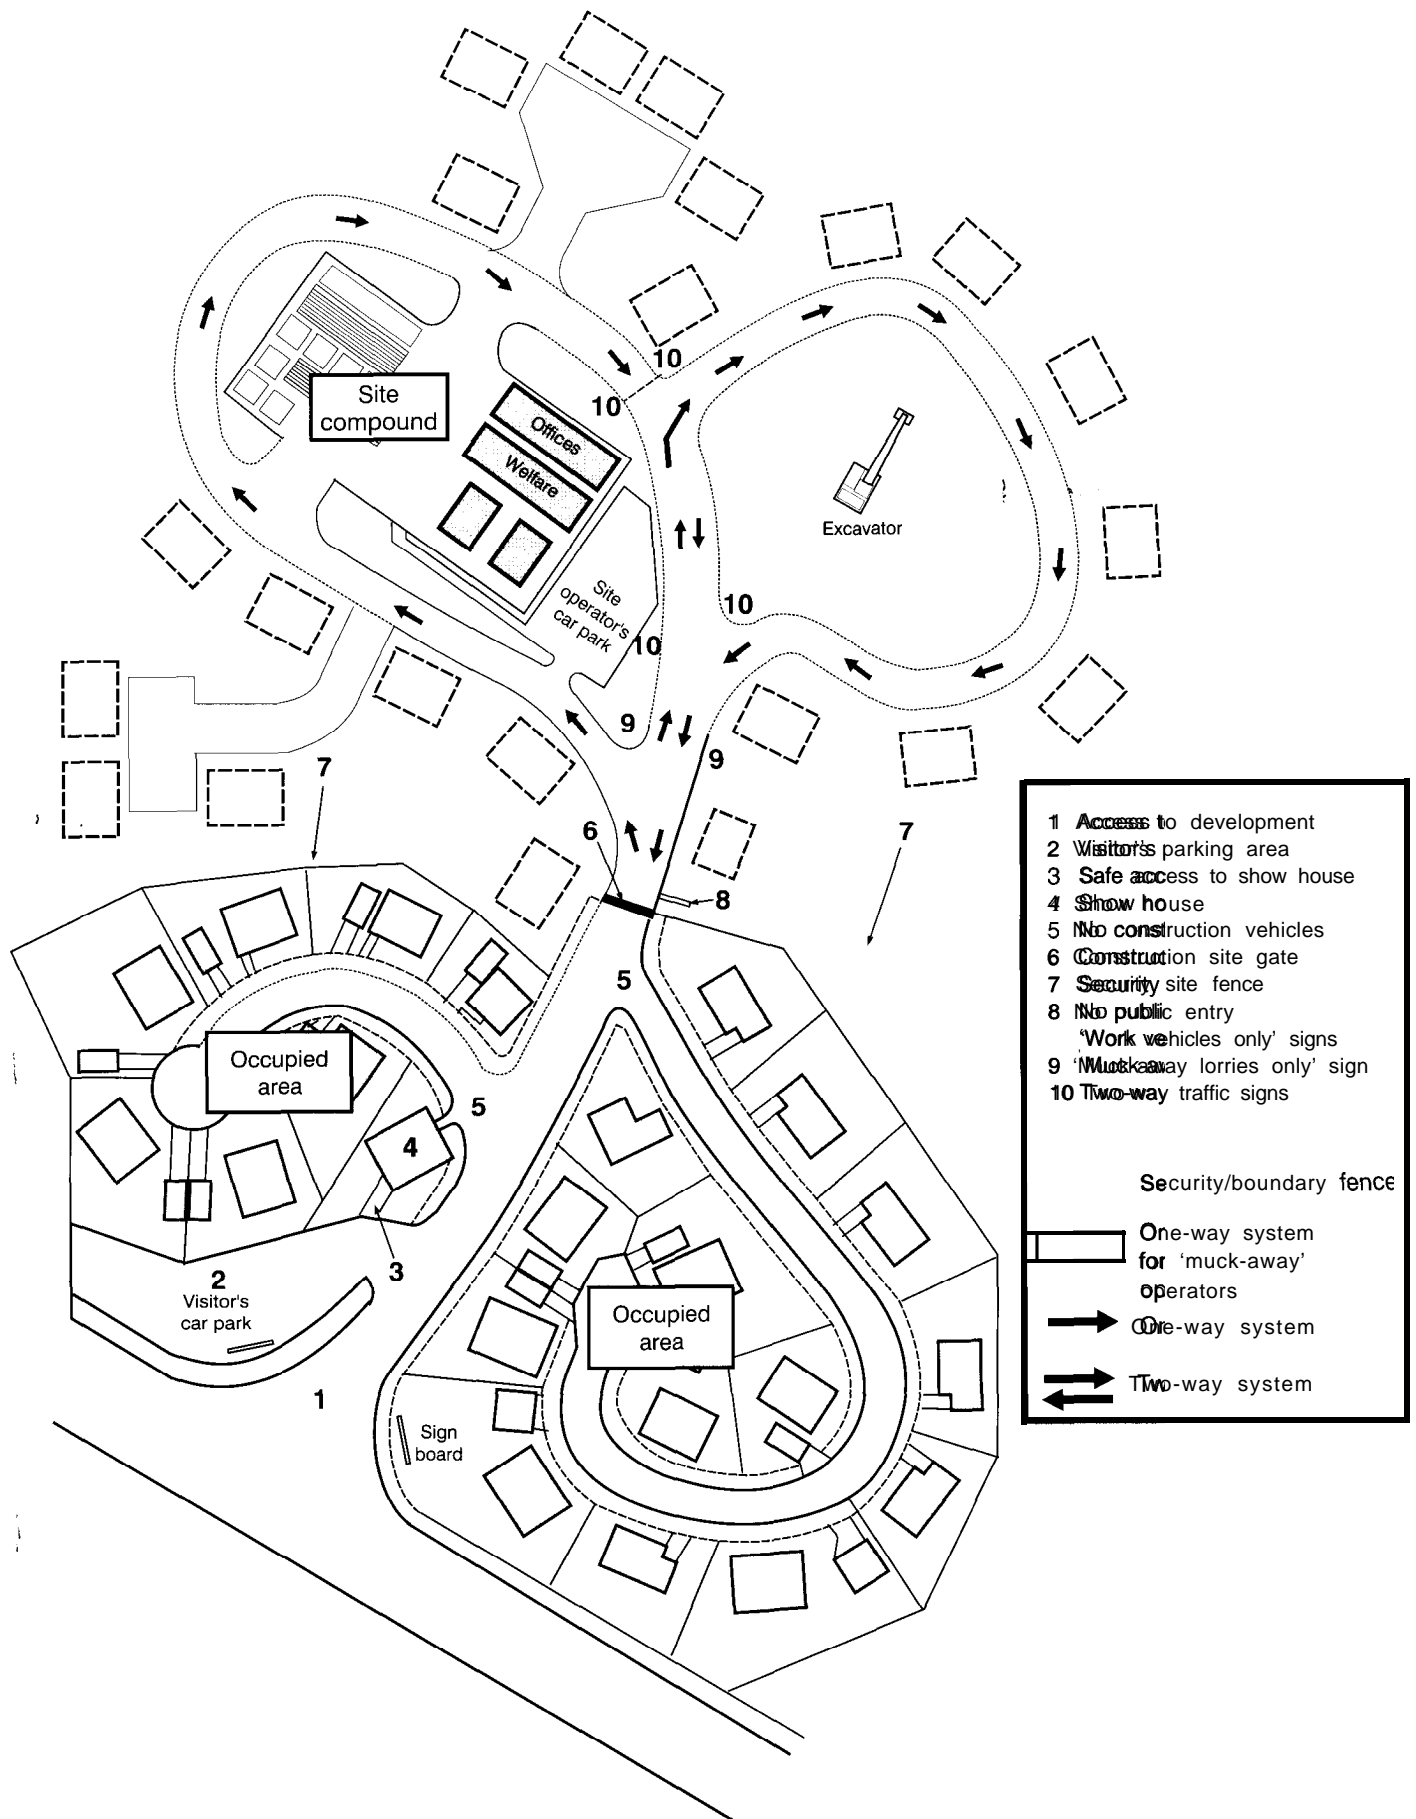 10
10
Site
compound
Offices
Welfare
Excavator
Site
operator's
car park
10
10
9
9
7
6
7
8
5
Occupied
area
5
4
3
2
Visitor's
car park
Occupied
area
1
Sign
board
1 Access to development
2 Visitor's parking area
3 Safe access to show house
4 Show house
5 No construction vehicles
6 Construction site gate
7 Security site fence
8 No public entry
'Work vehicles only' signs
9 'Muck-away lorries only' sign
10 Two-way traffic signs
Security/boundary fence
One-way system
for 'muck-away'
operators
One-way system
Two-way system